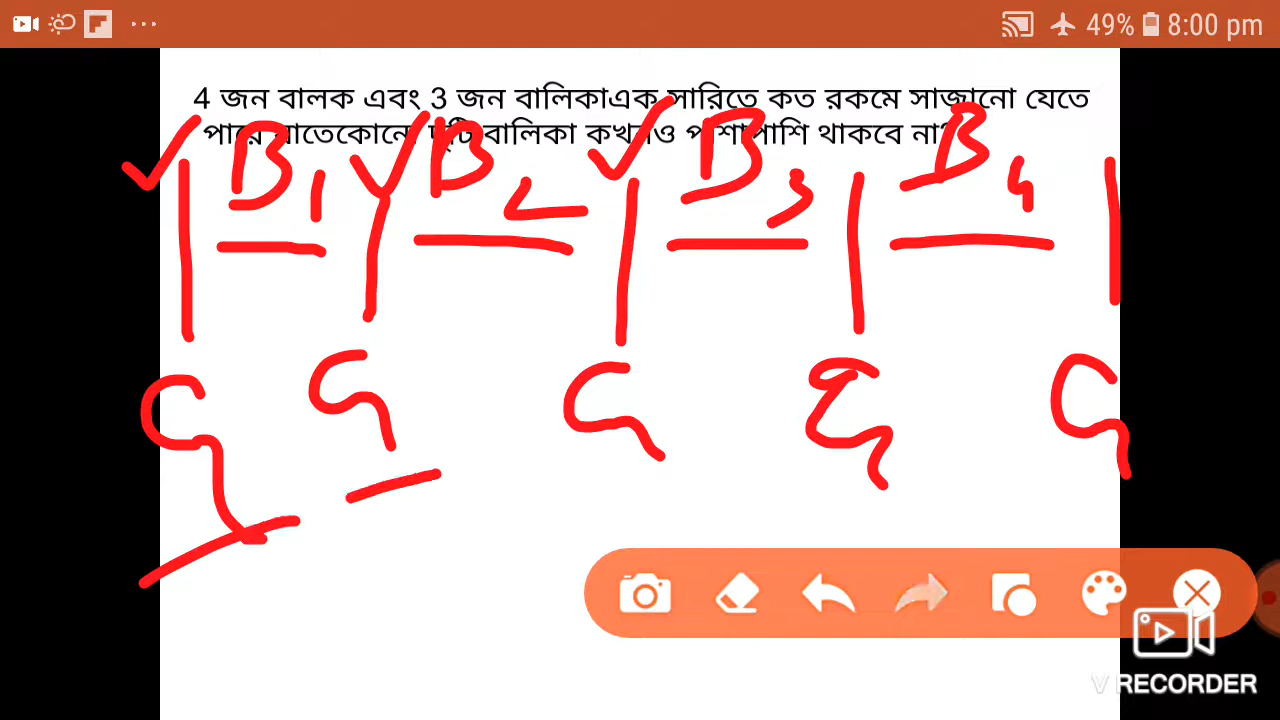 49% 8:00 pm
4 জন বালক এবং 3 জন বালিকাএক সারিতে কত রকমে সাজানো যেতে
পারে যাতেকোনো দুটি বালিকা কখনও পাশাপাশি থাকবে না?
B1 B2 B3 B4
G G G G G
V RECORDER